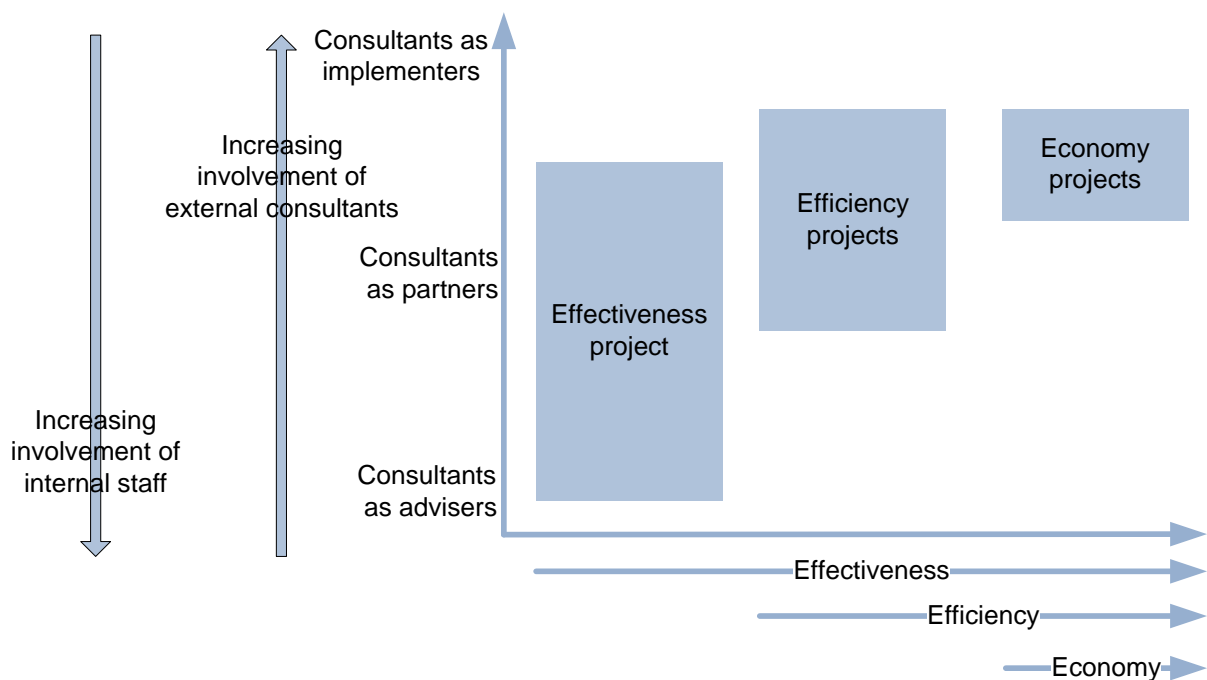 Consultants as
implementers
Increasing
involvement of
external consultants
Economy
projects
Efficiency
projects
Consultants
as partners
Effectiveness
project
Increasing
involvement of
internal staff
Consultants
as advisers
Effectiveness
Efficiency
Economy